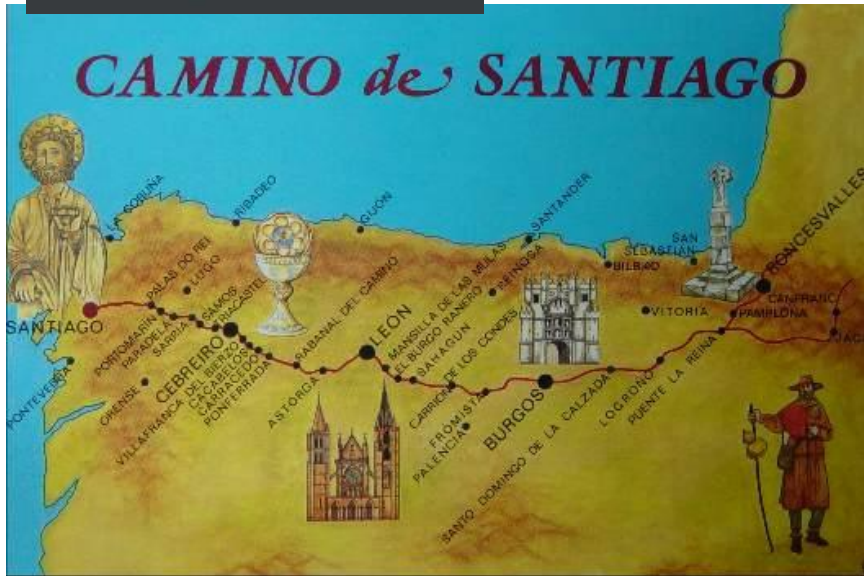 CAMINO de SANTIAGO
LA CORUÑA
RIBADEO
GIJON
SANTANDER
SAN
SEBASTIAN
BILBAO
RONCESVALLES
CANFRANC
PAMPLONA
VITORIA
JACA
PUENTE LA REINA
LOGROÑO
SANTO DOMINGO DE LA CALZADA
BURGOS
PALENCIA
FROMISTA
CARRION DE LOS CONDES
SAHAGUN
EL BURGO RANERO
MANSILLA DE LAS MULAS
REINOSA
LEON
ASTORGA
RABANAL DEL CAMINO
PONFERRADA
CARRACEDO
CACABELOS
VILLAFRANCA DEL BIERZO
CEBREIRO
TRIACASTEL
SAMOS
SARRIA
PAPADELA
PORTOMARIN
LUGO
PALAS DO REI
SANTIAGO
PONTEVEDRA
ORENSE